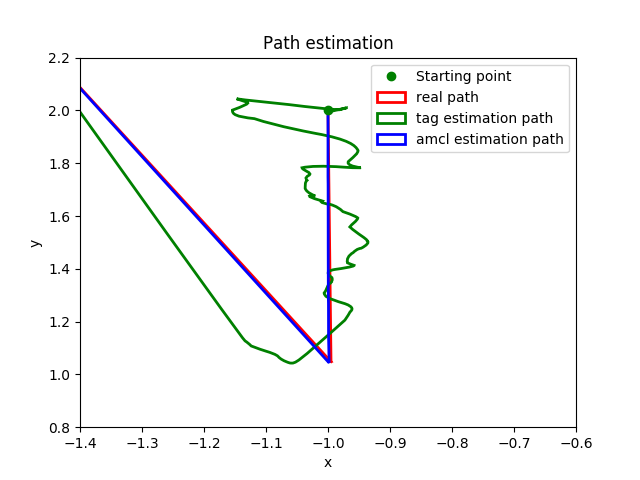 Path estimation
Starting point
real path
tag estimation path
amcl estimation path
2.2
2.0
1.8
1.6
1.4
1.2
1.0
0.8
y
−1.4 −1.3 −1.2 −1.1 −1.0 −0.9 −0.8 −0.7 −0.6
x